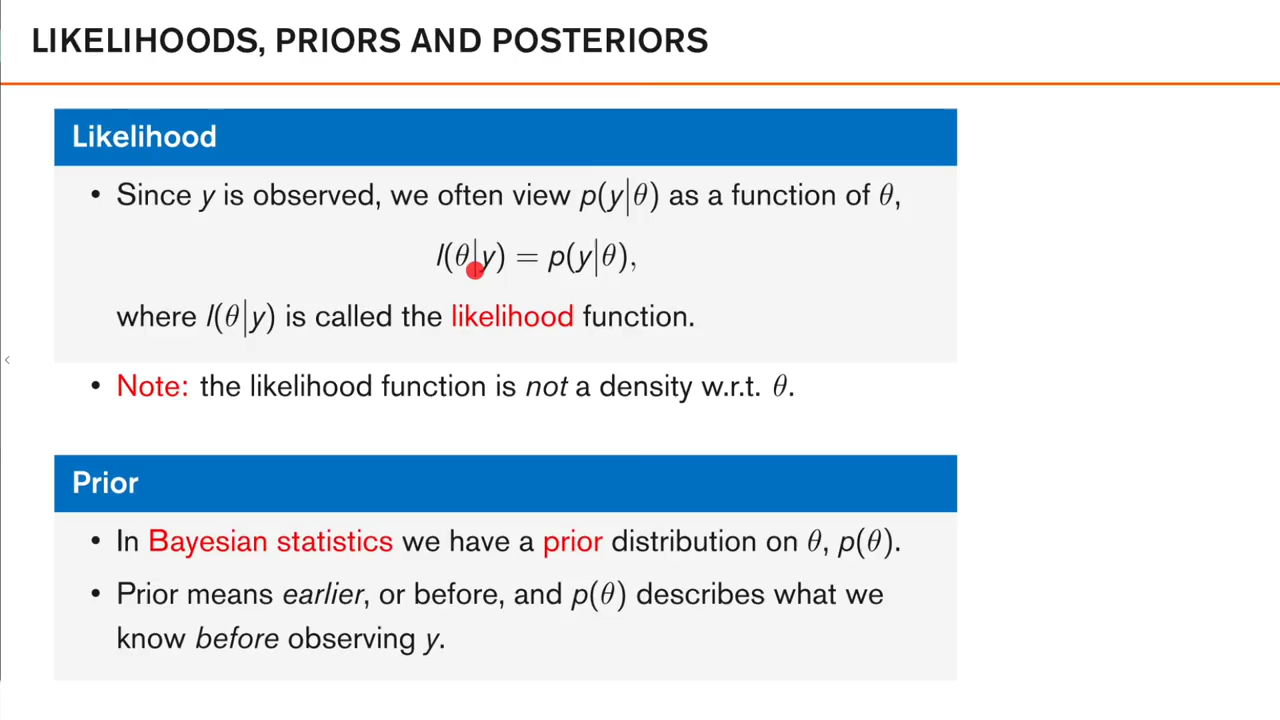 LIKELIHOODS, PRIORS AND POSTERIORS
Likelihood
• Since y is observed, we often view p(y|θ) as a function of θ,
l(θ|y) = p(y|θ),
where l(θ|y) is called the likelihood function.
• Note: the likelihood function is not a density w.r.t. θ.
Prior
• In Bayesian statistics we have a prior distribution on θ, p(θ).
• Prior means earlier, or before, and p(θ) describes what we
know before observing y.